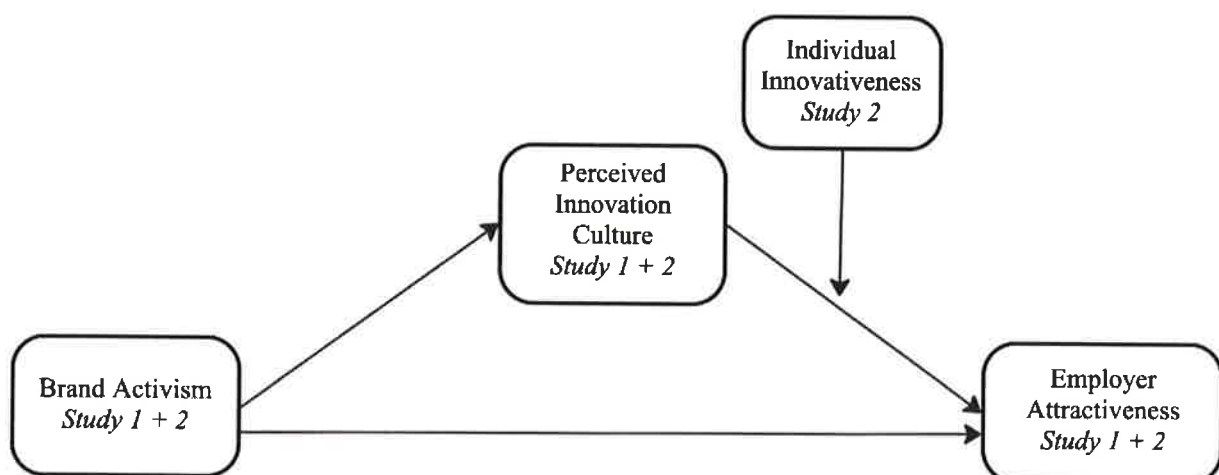 Individual
Innovativeness
Study 2
Perceived
Innovation
Culture
Study 1 + 2
Brand Activism
Study 1 + 2
Employer
Attractiveness
Study 1 + 2